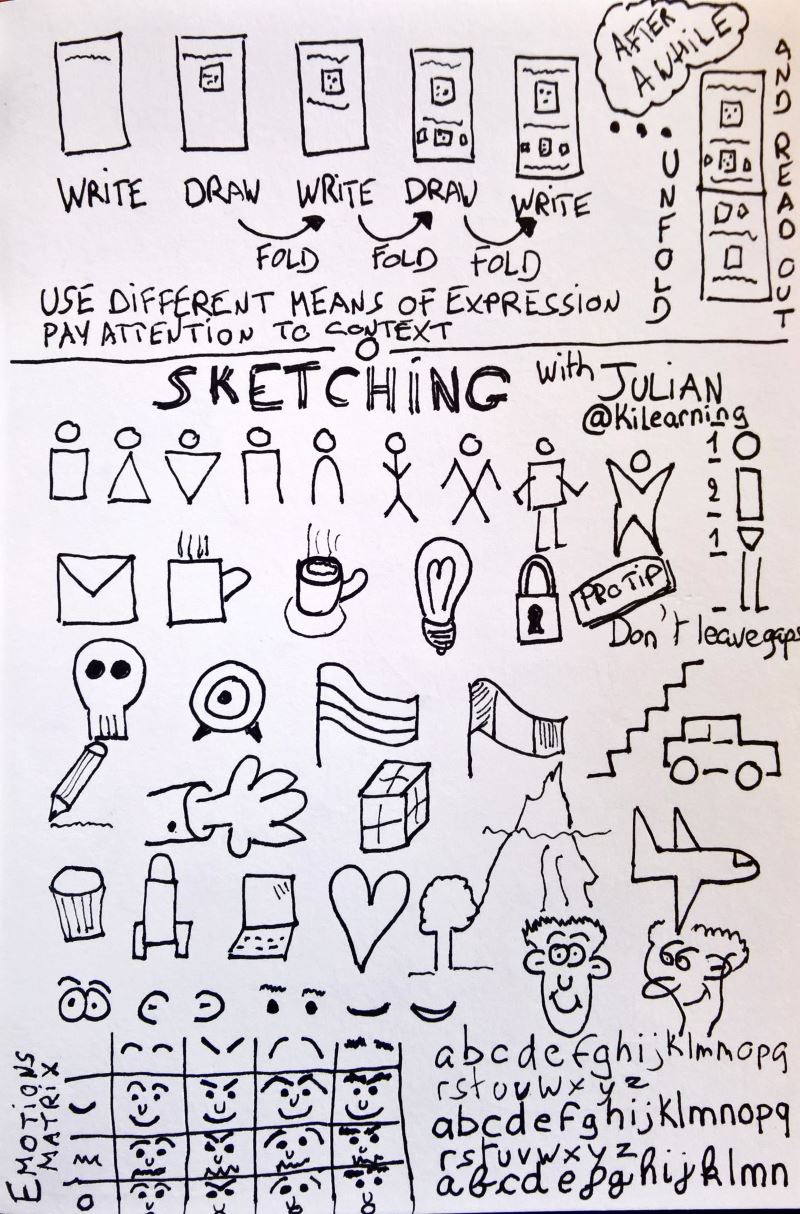 AFTER
A WHILE
WRITE DRAW WRITE DRAW WRITE
FOLD FOLD FOLD
UNFOLD
AND READ OUT
USE DIFFERENT MEANS OF EXPRESSION
PAY ATTENTION TO CONTEXT
SKETCHING with JULIAN
@KiLearning
1
2
1
PRO TIP
Don't leave gaps
EMOTIONS
MATRIX
abcdefghijklmnopq
rstuvwxyz
abcdefghijklmnopq
rstuvwxyz
abcdefghijklmn